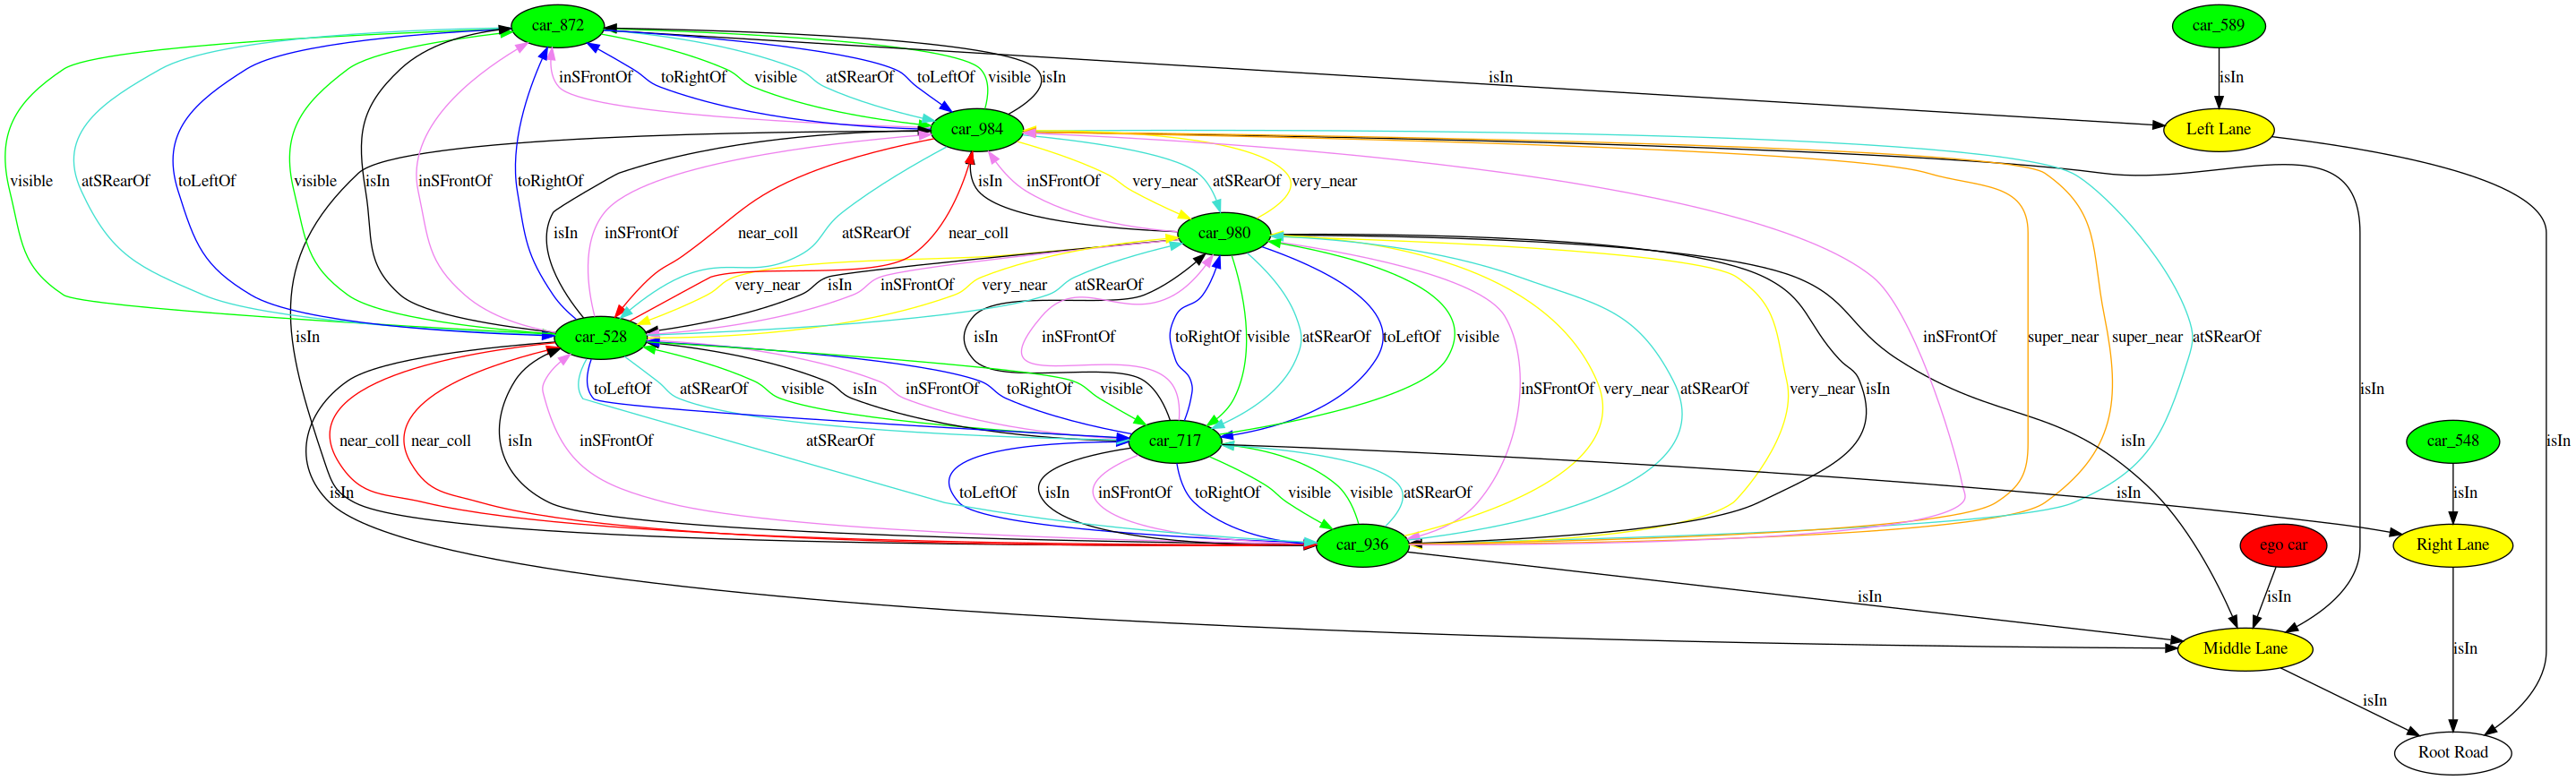 car_872
car_589
inSFrontOf toRightOf visible atSRearOf toLeftOf visible isIn isIn isIn
car_984 Left Lane
visible atSRearOf toLeftOf visible isIn inSFrontOf toRightOf isIn inSFrontOf very_near atSRearOf very_near
isIn inSFrontOf near_coll atSRearOf near_coll car_980
very_near isIn inSFrontOf very_near atSRearOf
isIn car_528 isIn inSFrontOf toRightOf visible atSRearOf toLeftOf visible inSFrontOf super_near super_near atSRearOf
toLeftOf atSRearOf visible isIn inSFrontOf toRightOf visible inSFrontOf very_near atSRearOf very_near isIn isIn
near_coll near_coll isIn inSFrontOf atSRearOf car_717 isIn car_548 isIn
isIn toLeftOf isIn inSFrontOf toRightOf visible visible atSRearOf isIn isIn
car_936 ego car Right Lane
isIn isIn
Middle Lane isIn
isIn
Root Road